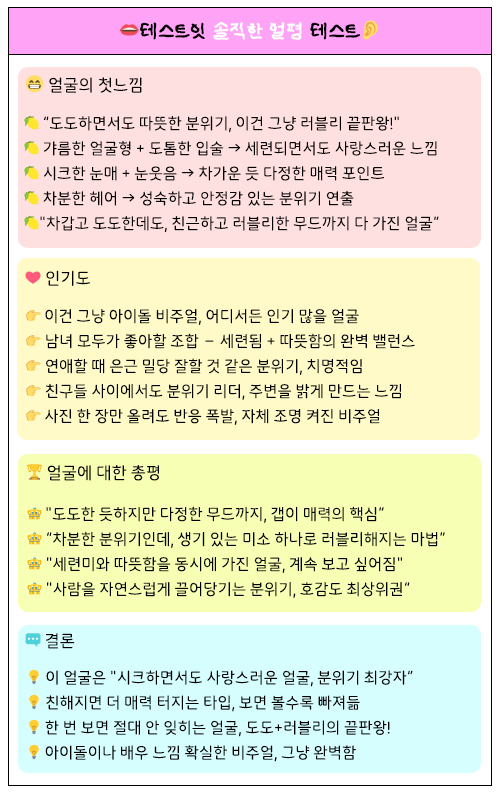 테스트힛 솔직한 얼평 테스트
얼굴의 첫느낌
"도도하면서도 따뜻한 분위기, 이건 그냥 러블리 끝판왕!"
갸름한 얼굴형 + 도톰한 입술 → 세련되면서도 사랑스러운 느낌
시크한 눈매 + 눈웃음 → 차가운 듯 다정한 매력 포인트
차분한 헤어 → 성숙하고 안정감 있는 분위기 연출
"차갑고 도도한데도, 친근하고 러블리한 무드까지 다 가진 얼굴"
인기도
이건 그냥 아이돌 비주얼, 어디서든 인기 많을 얼굴
남녀 모두가 좋아할 조합 – 세련됨 + 따뜻함의 완벽 밸런스
연애할 때 은근 밀당 잘할 것 같은 분위기, 치명적임
친구들 사이에서도 분위기 리더, 주변을 밝게 만드는 느낌
사진 한 장만 올려도 반응 폭발, 자체 조명 켜진 비주얼
얼굴에 대한 총평
"도도한 듯하지만 다정한 무드까지, 갭이 매력의 핵심"
"차분한 분위기인데, 생기 있는 미소 하나로 러블리해지는 마법"
"세련미와 따뜻함을 동시에 가진 얼굴, 계속 보고 싶어짐"
"사람을 자연스럽게 끌어당기는 분위기, 호감도 최상위권"
결론
이 얼굴은 "시크하면서도 사랑스러운 얼굴, 분위기 최강자"
친해지면 더 매력 터지는 타입, 보면 볼수록 빠져듦
한 번 보면 절대 안 잊히는 얼굴, 도도+러블리의 끝판왕!
아이돌이나 배우 느낌 확실한 비주얼, 그냥 완벽함